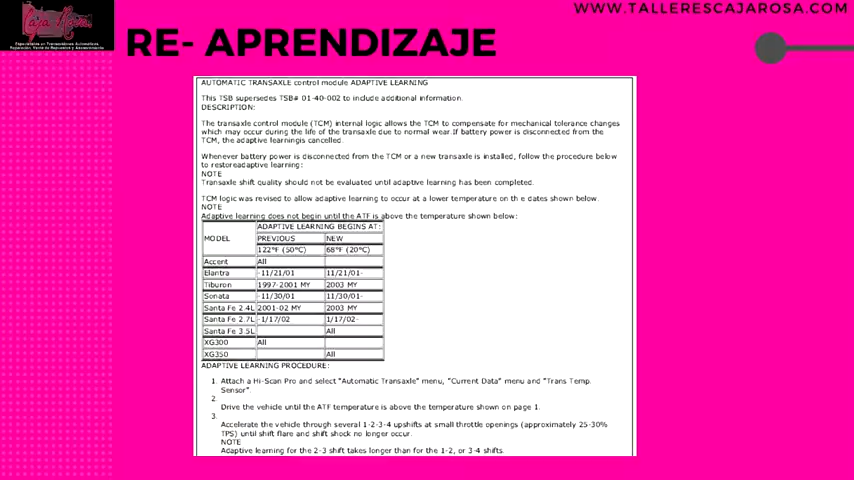 WWW.TALLERESCAJAROSA.COM
Caja Rosa
RE- APRENDIZAJE
AUTOMATIC TRANSAXLE control module ADAPTIVE LEARNING
This TSB supersedes TSB# 01-40-002 to include additional information.
DESCRIPTION:
The transaxle control module (TCM) internal logic allows the TCM to compensate for mechanical tolerance changes
which may occur during the life of the transaxle due to normal wear.If battery power is disconnected from the
TCM, the adaptive learningis cancelled.
Whenever battery power is disconnected from the TCM or a new transaxle is installed, follow the procedure below
to restoreadaptive learning:
NOTE
Transaxle shift quality should not be evaluated until adaptive learning has been completed.
TCM logic was revised to allow adaptive learning to occur at a lower temperature on th e dates shown below.
NOTE
Adaptive learning does not begin until the ATF is above the temperature shown below:
MODEL ADAPTIVE LEARNING BEGINS AT:
PREVIOUS NEW
122°F (50°C) 68°F (20°C)
Accent All
Elantra -11/21/01 11/21/01-
Tiburon 1997-2001 MY 2003 MY
Sonata -11/30/01 11/30/01-
Santa Fe 2.4L 2001-02 MY 2003 MY
Santa Fe 2.7L -1/17/02 1/17/02-
Santa Fe 3.5L All
XG300 All
XG350 All
ADAPTIVE LEARNING PROCEDURE:
1. Attach a Hi-Scan Pro and select "Automatic Transaxle" menu, "Current Data" menu and "Trans Temp.
Sensor".
2.
Drive the vehicle until the ATF temperature is above the temperature shown on page 1.
3.
Accelerate the vehicle through several 1-2-3-4 upshifts at small throttle openings (approximately 25-30%
TPS) until shift flare and shift shock no longer occur.
NOTE
Adaptive learning for the 2-3 shift takes longer than for the 1-2, or 3-4 shifts.